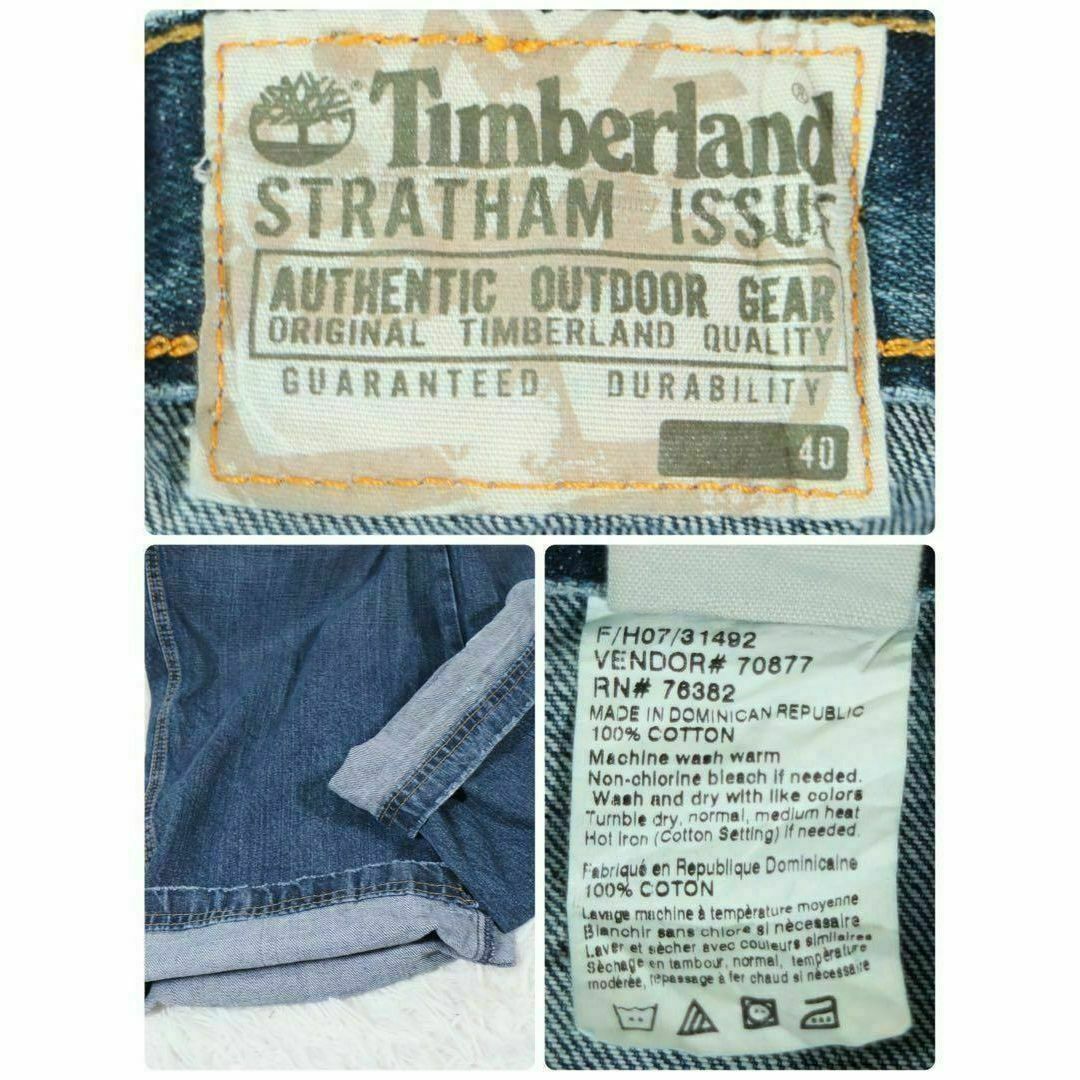 Timberland®
STRATHAM ISSUE
AUTHENTIC OUTDOOR GEAR
ORIGINAL TIMBERLAND QUALITY
GUARANTEED DURABILITY
40
F/H07/31492
VENDOR# 70877
RN# 76382
MADE IN DOMINICAN REPUBLIC
100% COTTON
Machine wash warm
Non-chlorine bleach if needed.
Wash and dry with like colors
Tumble dry, normal, medium heat
Hot Iron (Cotton Setting) if needed.
Fabriqué en Republique Dominicaine
100% COTON
Lavage machine à température moyenne
Blanchir sans chlore si nécessaire
Laver et sècher avec couleurs similaires
Sèchage en tambour, normal, température
modérée, repassage à fer chaud si nécessaire